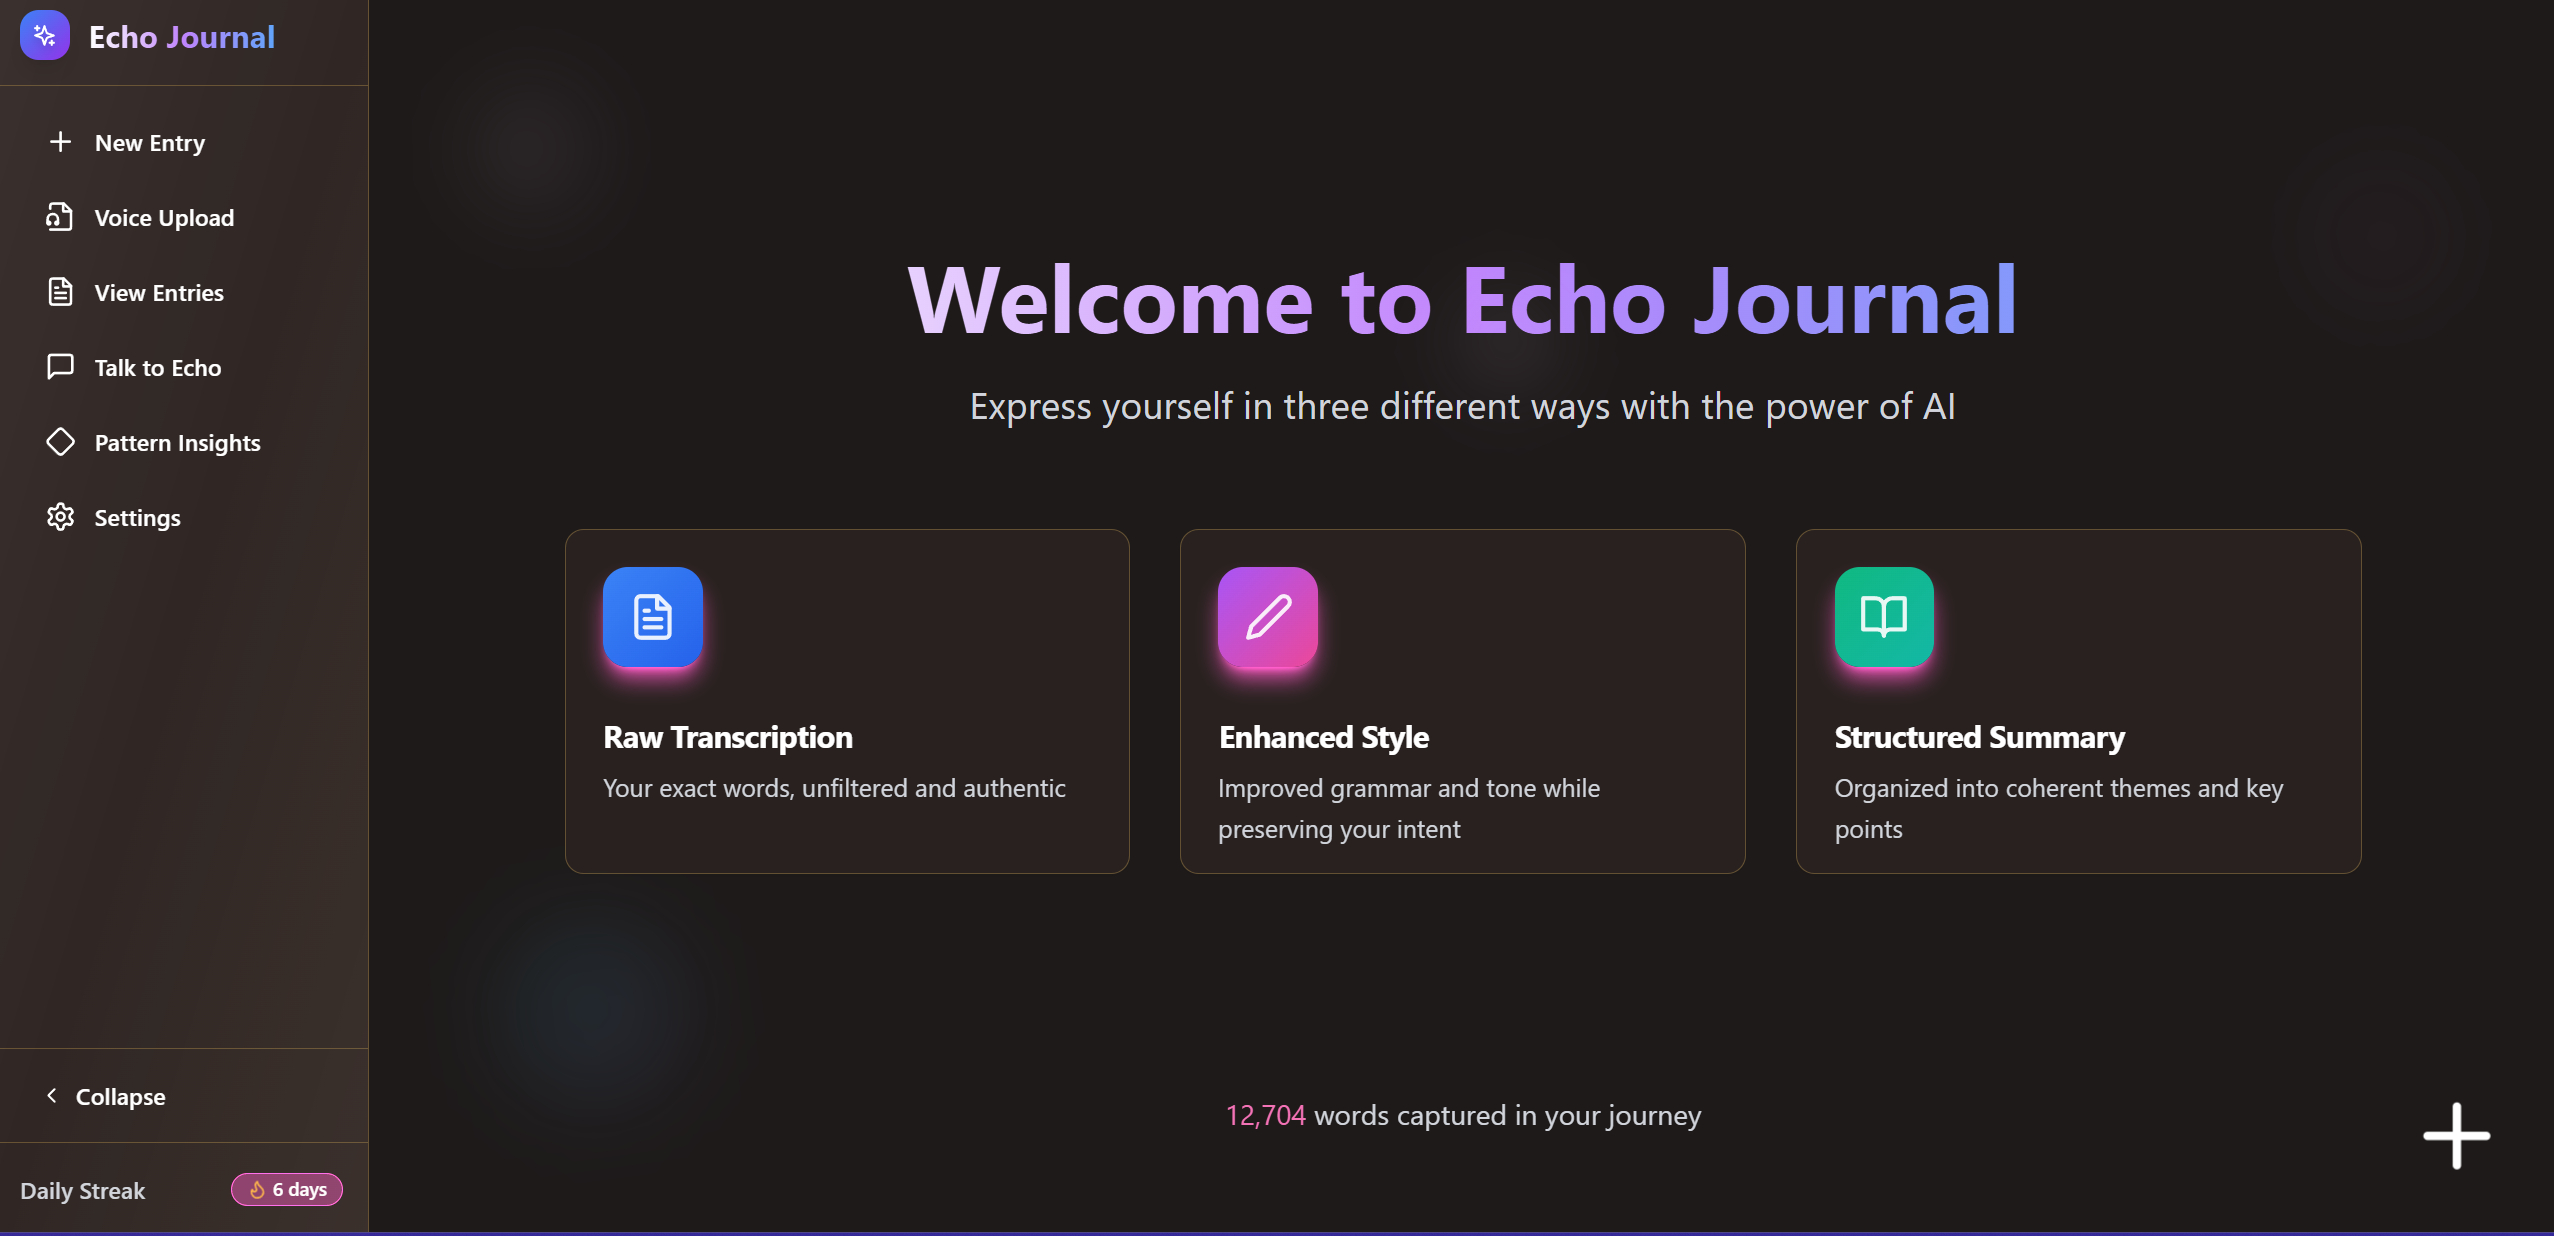 Echo Journal
New Entry
Voice Upload
View Entries
Talk to Echo
Pattern Insights
Settings
Collapse
Daily Streak
6 days
Welcome to Echo Journal
Express yourself in three different ways with the power of AI
Raw Transcription
Your exact words, unfiltered and authentic
Enhanced Style
Improved grammar and tone while
preserving your intent
Structured Summary
Organized into coherent themes and key
points
12,704 words captured in your journey